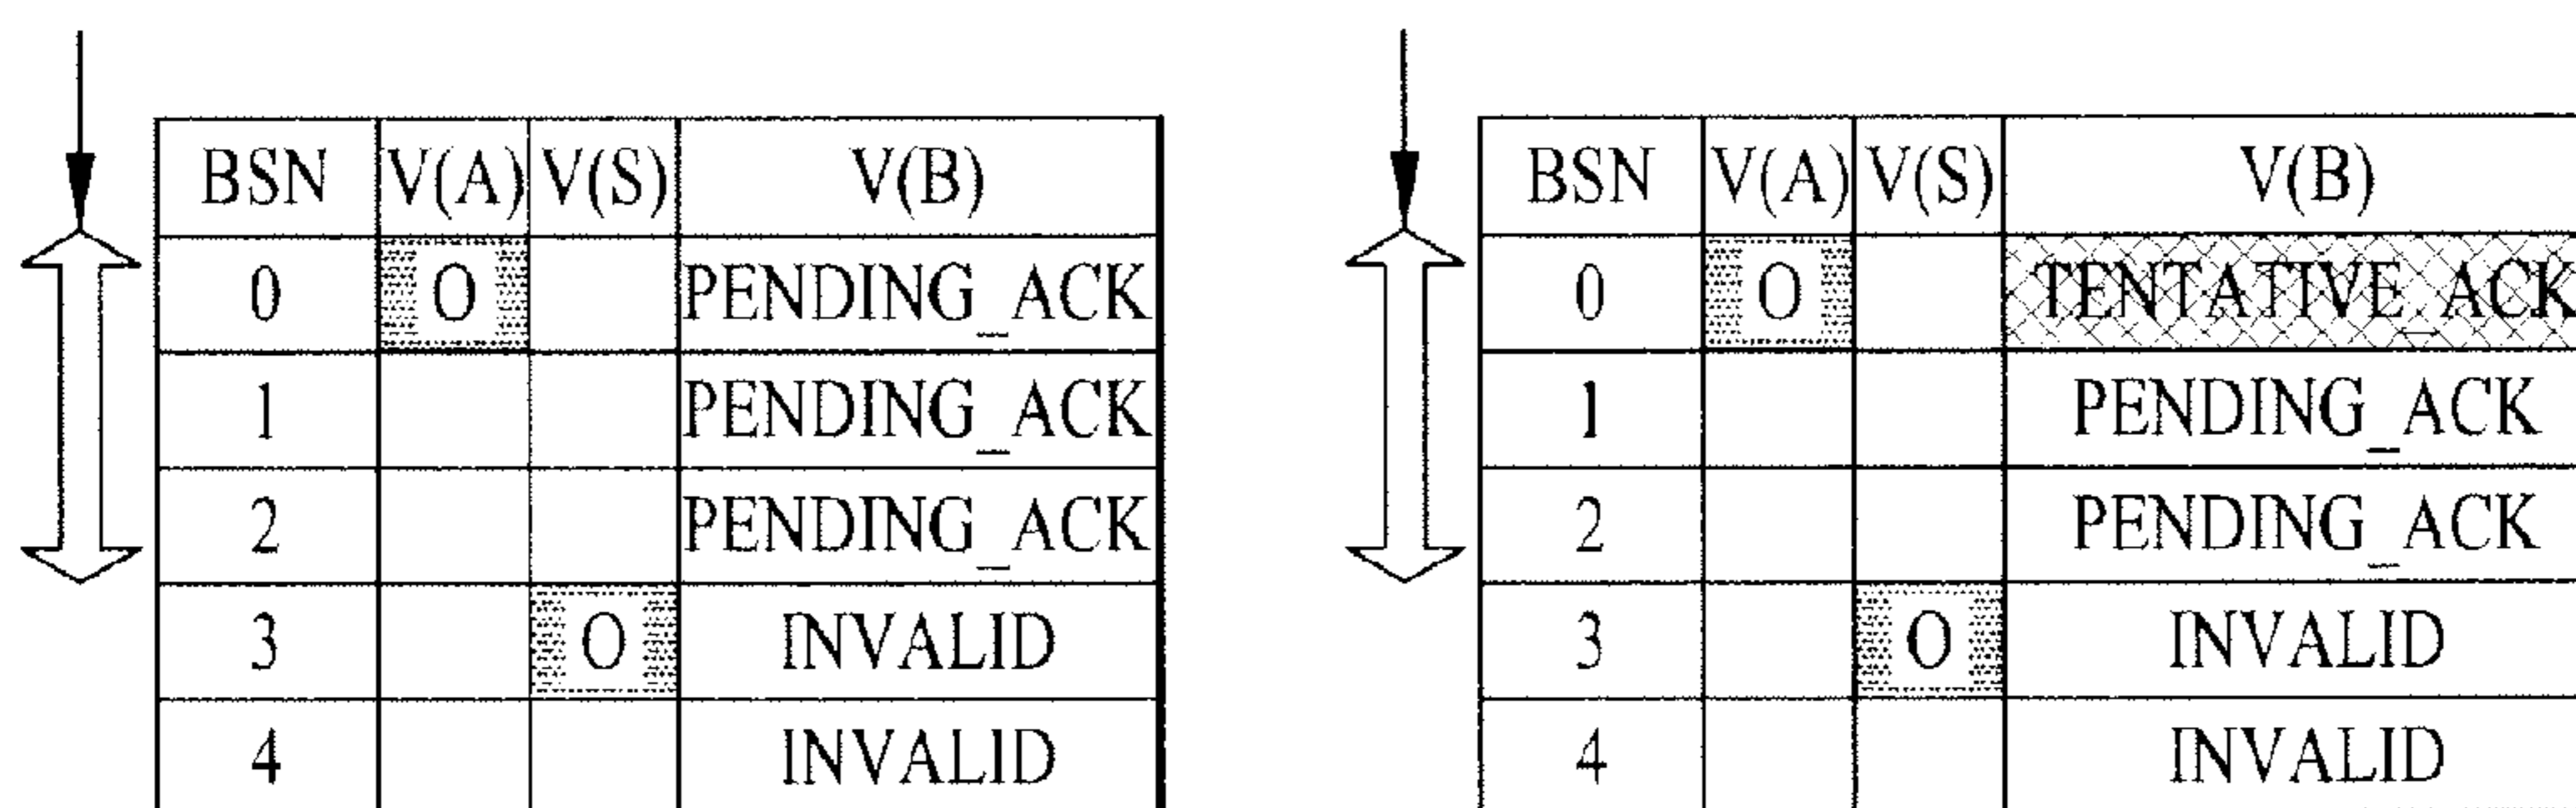 BSN V(A) V(S) V(B)
0 O PENDING_ACK
1 PENDING_ACK
2 PENDING_ACK
3 O INVALID
4 INVALID
BSN V(A) V(S) V(B)
0 O TENTATIVE_ACK
1 PENDING_ACK
2 PENDING_ACK
3 O INVALID
4 INVALID